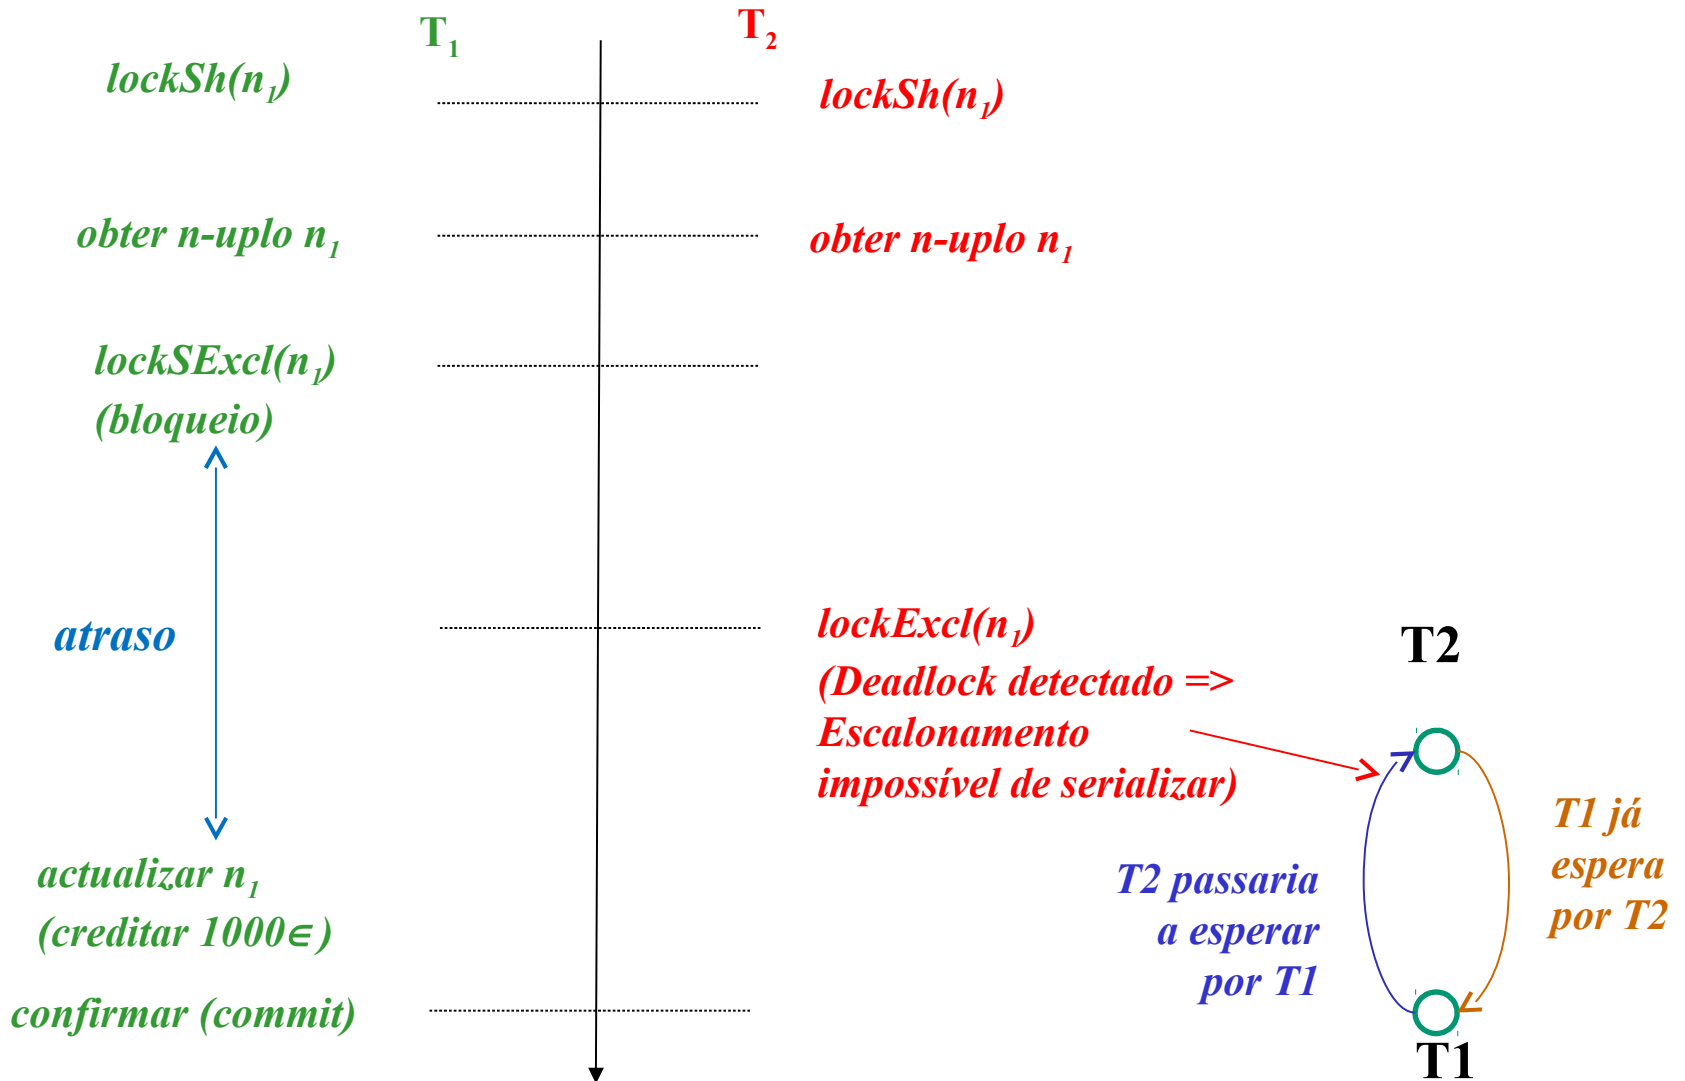 T1
T2
lockSh(n1)
lockSh(n1)
obter n-uplo n1
obter n-uplo n1
lockSExcl(n1)
(bloqueio)
atraso
lockExcl(n1)
(Deadlock detectado =>
Escalonamento
impossível de serializar)
T2
T1 já
espera
por T2
T2 passaria
a esperar
por T1
T1
actualizar n1
(creditar 1000∈)
confirmar (commit)